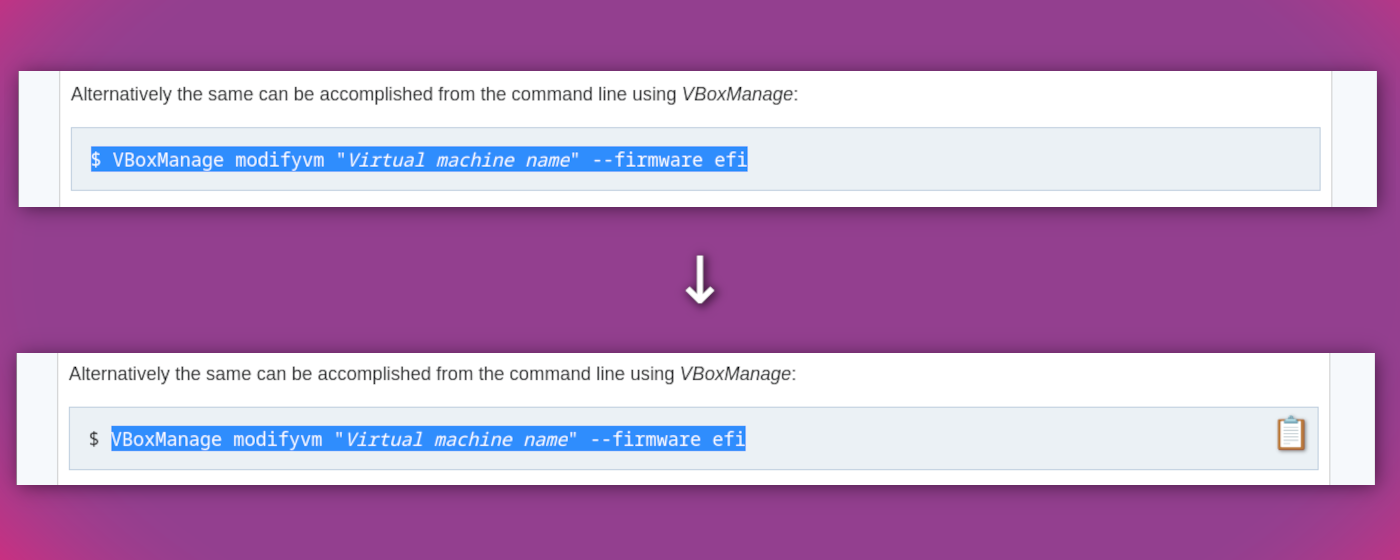 Alternatively the same can be accomplished from the command line using VBoxManage:
$ VBoxManage modifyvm "Virtual machine name" --firmware efi
↓
Alternatively the same can be accomplished from the command line using VBoxManage:
$ VBoxManage modifyvm "Virtual machine name" --firmware efi